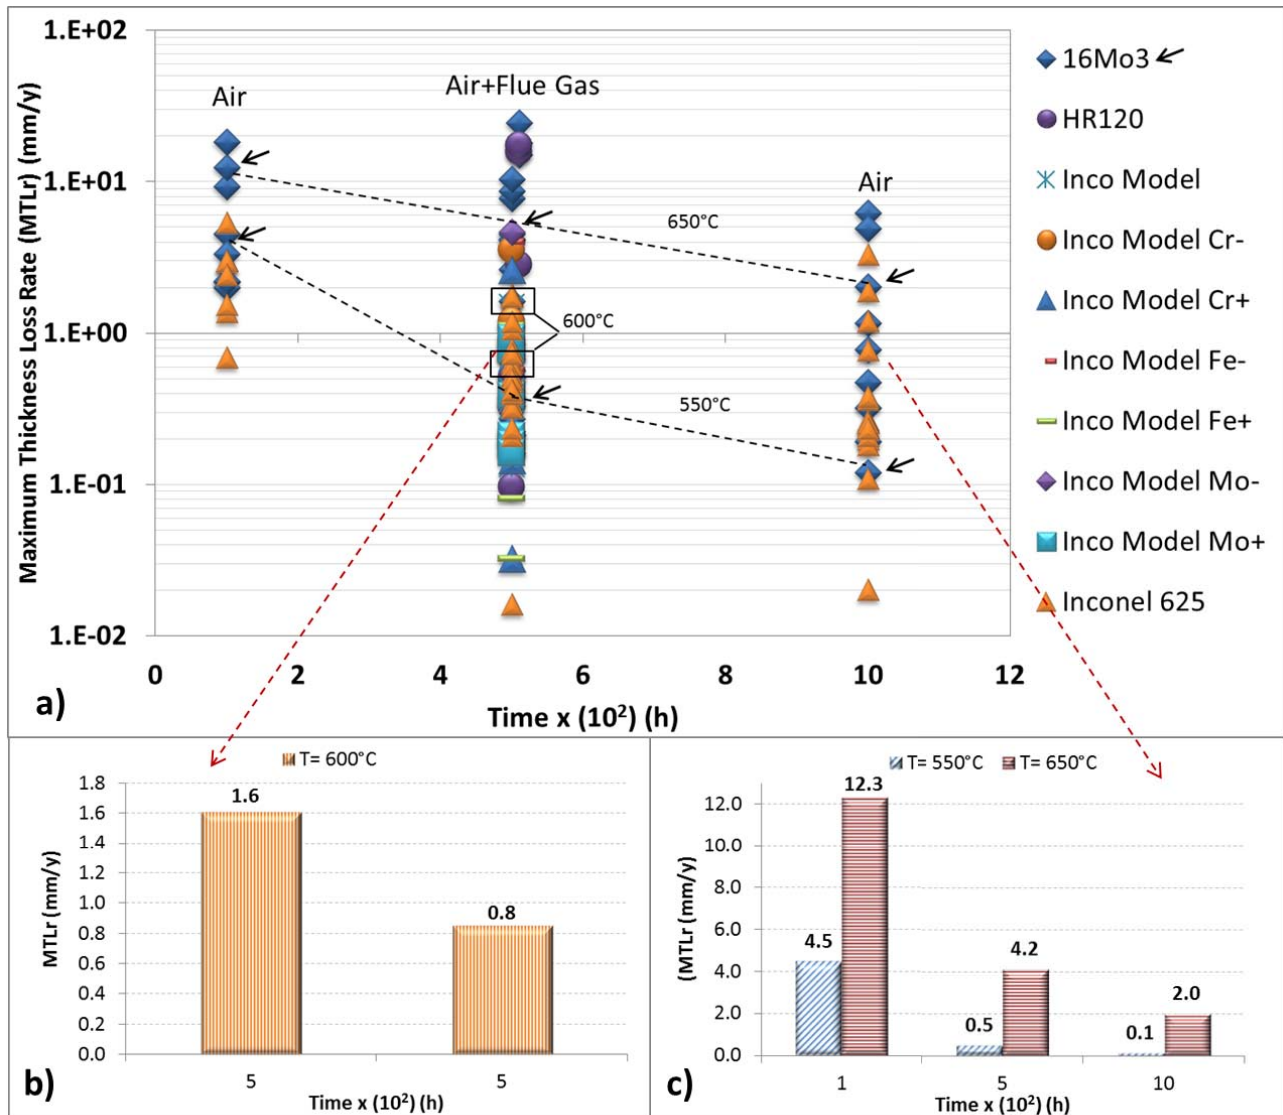 1.E+02
1.E+01
1.E+00
1.E-01
1.E-02
Maximum Thickness Loss Rate (MTLr) (mm/y)
Air
Air+Flue Gas
Air
650°C
600°C
550°C
0 2 4 6 8 10 12
Time x (10²) (h)
a)
16Mo3
HR120
Inco Model
Inco Model Cr-
Inco Model Cr+
Inco Model Fe-
Inco Model Fe+
Inco Model Mo-
Inco Model Mo+
Inconel 625
T= 600°C
1.8
1.6
1.4
1.2
1.0
0.8
0.6
0.4
0.2
0.0
MTLr (mm/y)
1.6
0.8
5 5
Time x (10²) (h)
b)
T= 550°C T= 650°C
12.0
10.0
8.0
6.0
4.0
2.0
0.0
(MTLr (mm/y)
4.5
12.3
0.5
4.2
0.1
2.0
1 5 10
Time x (10²) (h)
c)